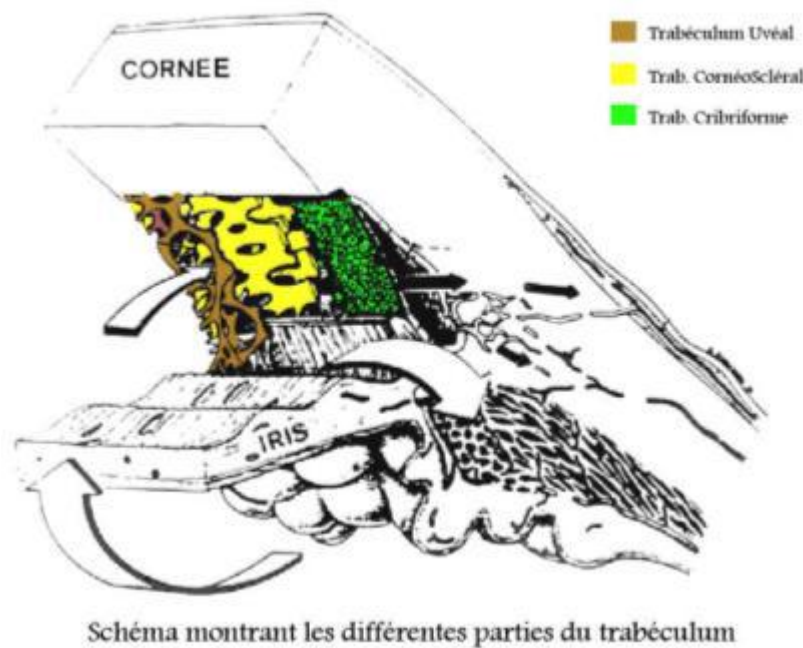 CORNEE
Trabéculum Uvéal
Trab. CornéoScléral
Trab. Cribriforme
IRIS
Schéma montrant les différentes parties du trabéculum